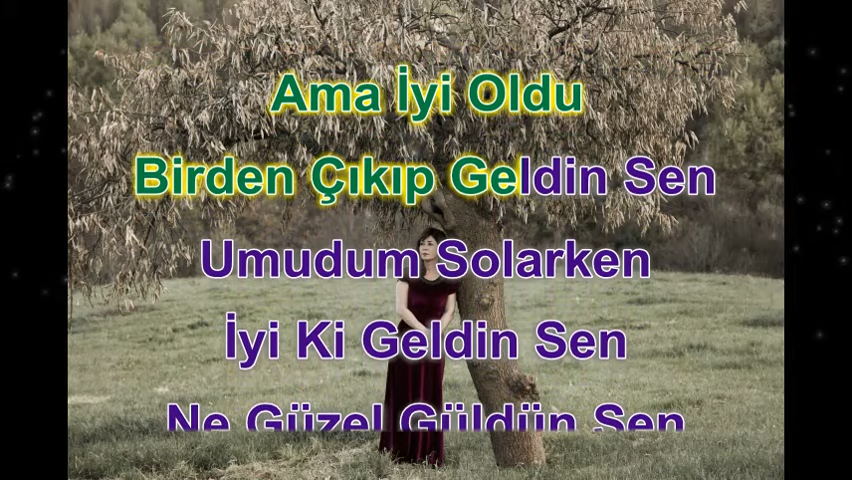 Ama İyi Oldu
Birden Çıkıp Geldin Sen
Umudum Solarken
İyi Ki Geldin Sen
Ne Güzel Güldün Sen